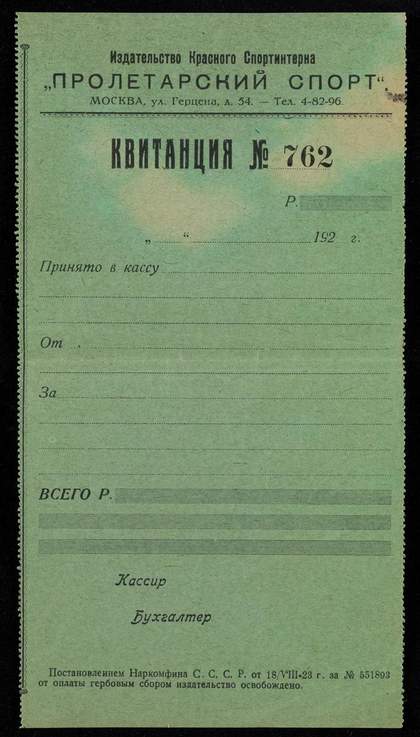 Издательство Красного Спортинтерна
„ПРОЛЕТАРСКИЙ СПОРТ“,
МОСКВА, ул. Герцена, д. 54. — Тел. 4-82-96.
КВИТАНЦИЯ № 762
Р.
„ “ 192 г.
Принято в кассу
От
За
ВСЕГО Р.
Кассир
Бухгалтер
Постановлением Наркомфина С. С. С. Р. от 18/VIII-23 г. за № 551893
от оплаты гербовым сбором издательство освобождено.